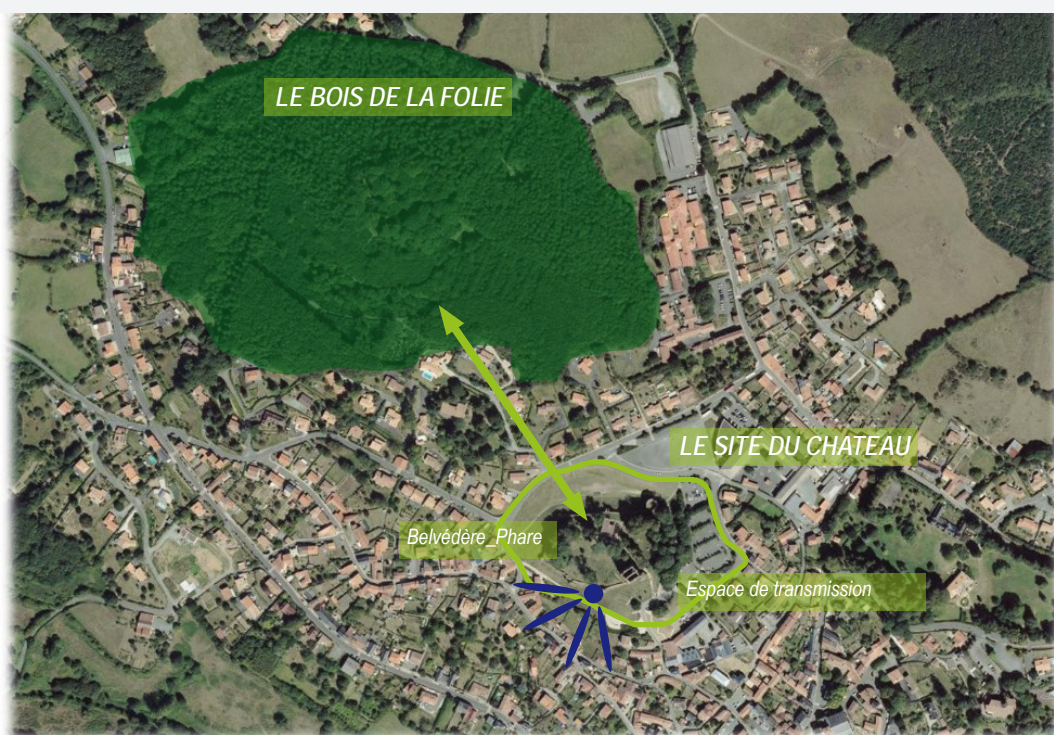 LE BOIS DE LA FOLIE
LE SITE DU CHATEAU
Belvédère_Phare
Espace de transmission